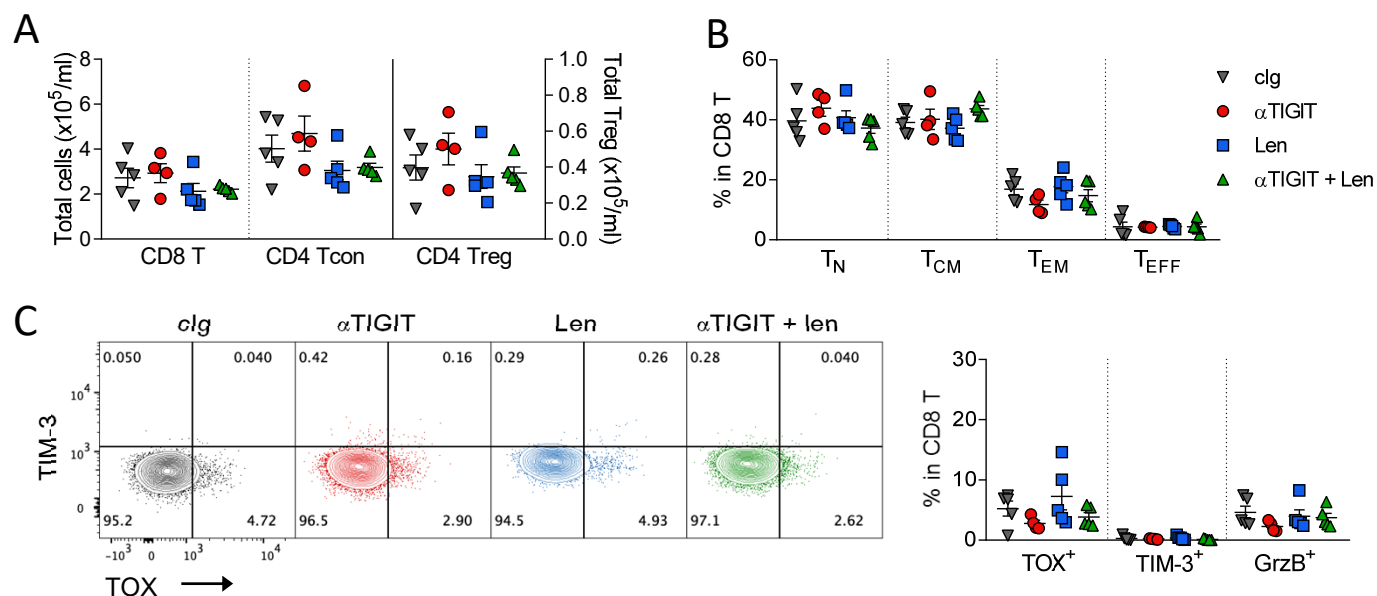 A
Total cells (x10⁵/ml)
8
6
4
2
0
CD8 T
CD4 Tcon
CD4 Treg
1.0
0.8
0.6
0.4
0.2
0.0
Total Treg (x10⁵/ml)
B
% in CD8 T
60
40
20
0
T_N
T_CM
T_EM
T_EFF
cIg
αTIGIT
Len
αTIGIT + Len
C
cIg
αTIGIT
Len
αTIGIT + len
0.050
0.040
0.42
0.16
0.29
0.26
0.28
0.040
TIM-3
10⁴
10³
0
95.2
4.72
96.5
2.90
94.5
4.93
97.1
2.62
-10³
0
10³
10⁴
TOX
% in CD8 T
30
20
10
0
TOX⁺
TIM-3⁺
GrzB⁺